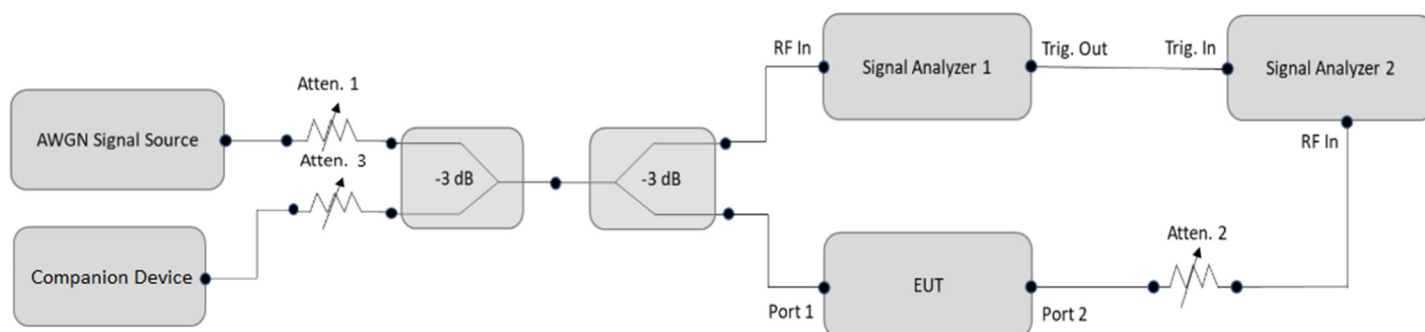 RF In
Signal Analyzer 1
Trig. Out
Trig. In
Signal Analyzer 2
Atten. 1
AWGN Signal Source
Atten. 3
-3 dB
-3 dB
RF In
Companion Device
Port 1
EUT
Port 2
Atten. 2